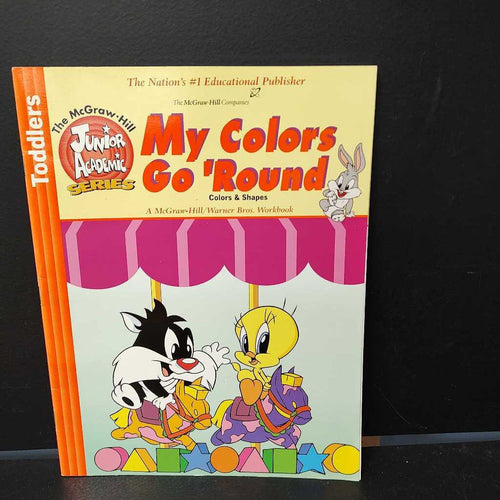 The Nation's #1 Educational Publisher
The McGraw-Hill Companies
Toddlers
The McGraw-Hill
JUNIOR
ACADEMIC
SERIES
My Colors
Go 'Round
Colors & Shapes
A McGraw-Hill/Warner Bros. Workbook